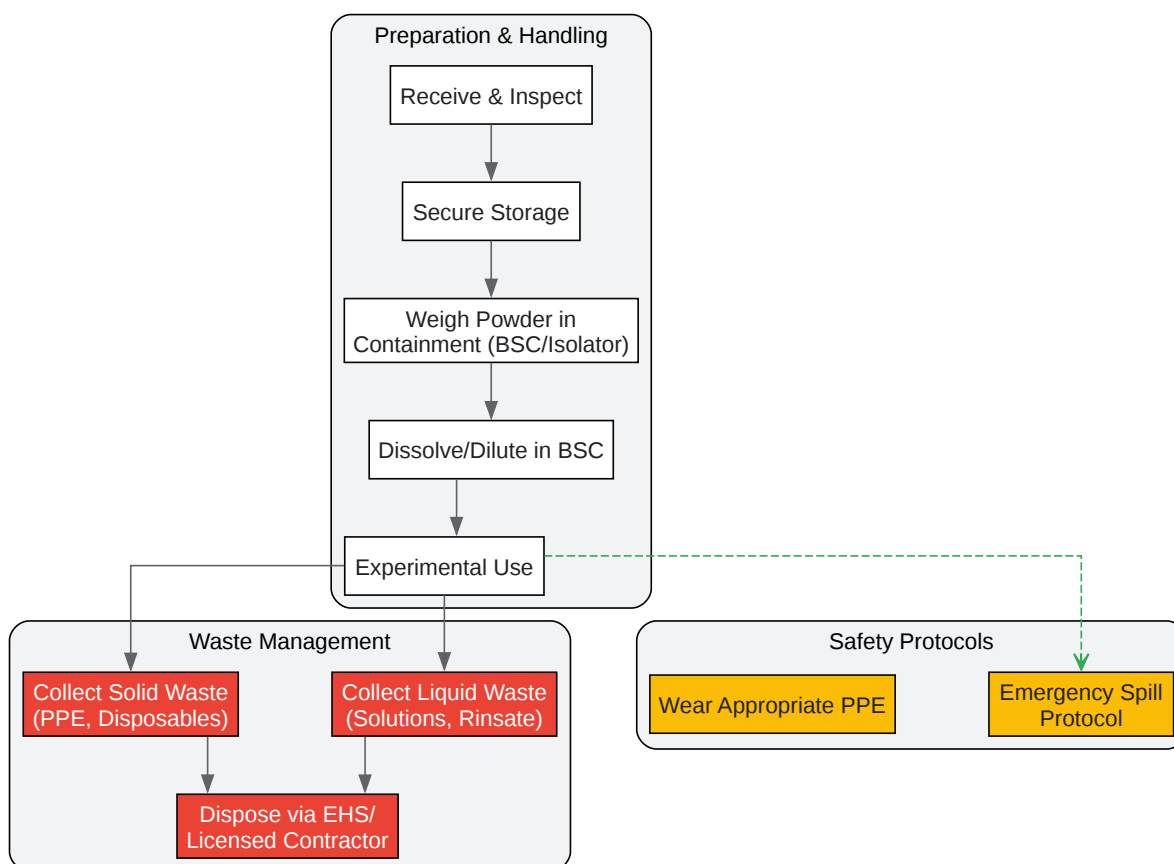 Preparation & Handling
Receive & Inspect
Secure Storage
Weigh Powder in
Containment (BSC/Isolator)
Dissolve/Dilute in BSC
Experimental Use
Waste Management
Collect Solid Waste
(PPE, Disposables)
Collect Liquid Waste
(Solutions, Rinsate)
Dispose via EHS/
Licensed Contractor
Safety Protocols
Wear Appropriate PPE
Emergency Spill
Protocol